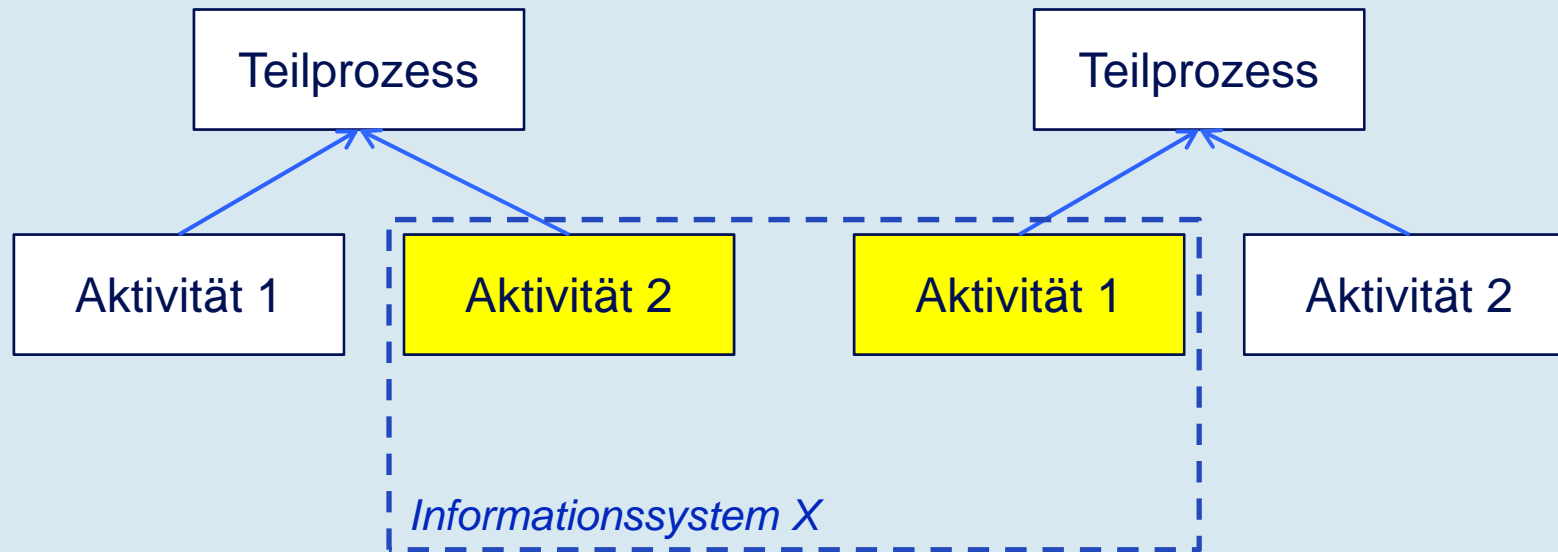 Teilprozess
Teilprozess
Aktivität 1
Aktivität 2
Aktivität 1
Aktivität 2
Informationssystem X